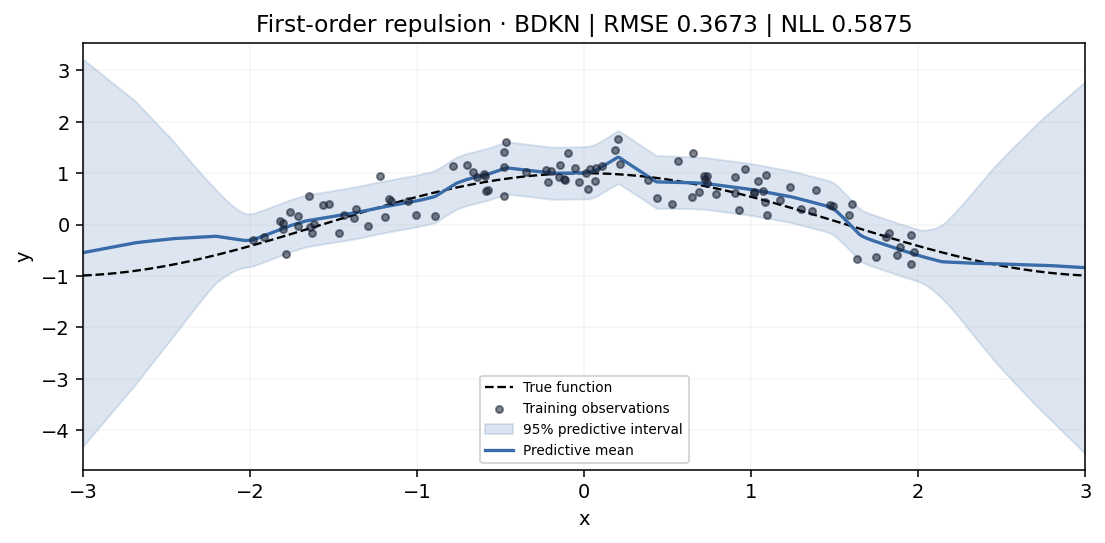 First-order repulsion · BDKN | RMSE 0.3673 | NLL 0.5875
3
2
1
0
−1
−2
−3
−4
y
True function
Training observations
95% predictive interval
Predictive mean
−3
−2
−1
0
1
2
3
x